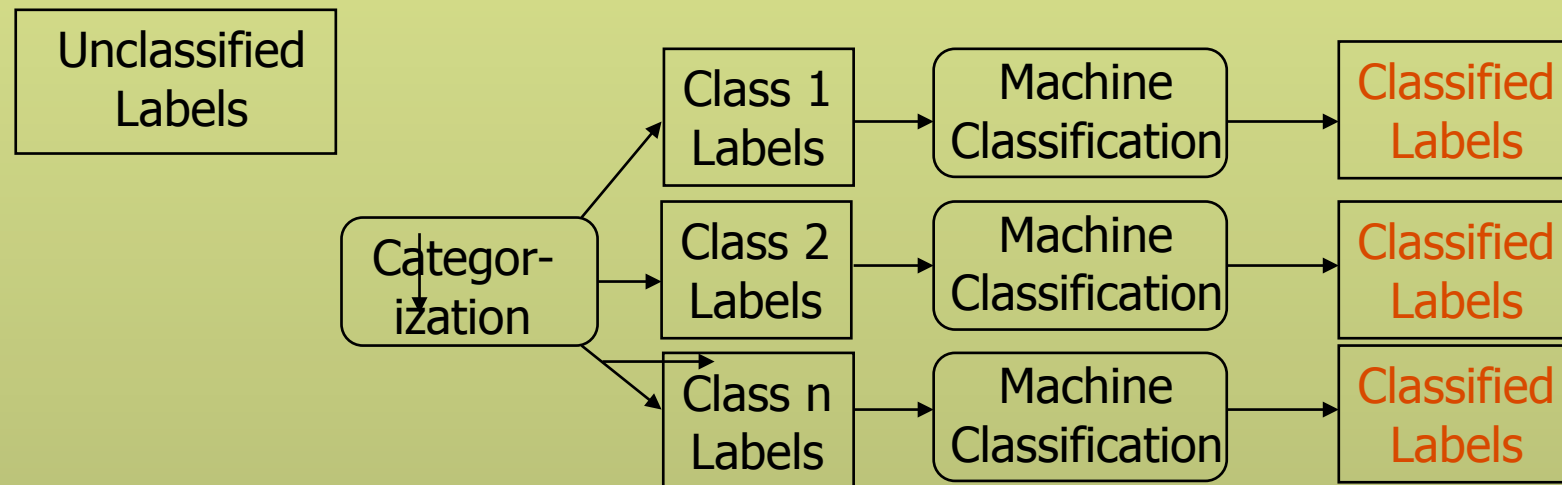 Unclassified
Labels
Categor-
ization
Class 1
Labels
Machine
Classification
Classified
Labels
Class 2
Labels
Machine
Classification
Classified
Labels
Class n
Labels
Machine
Classification
Classified
Labels